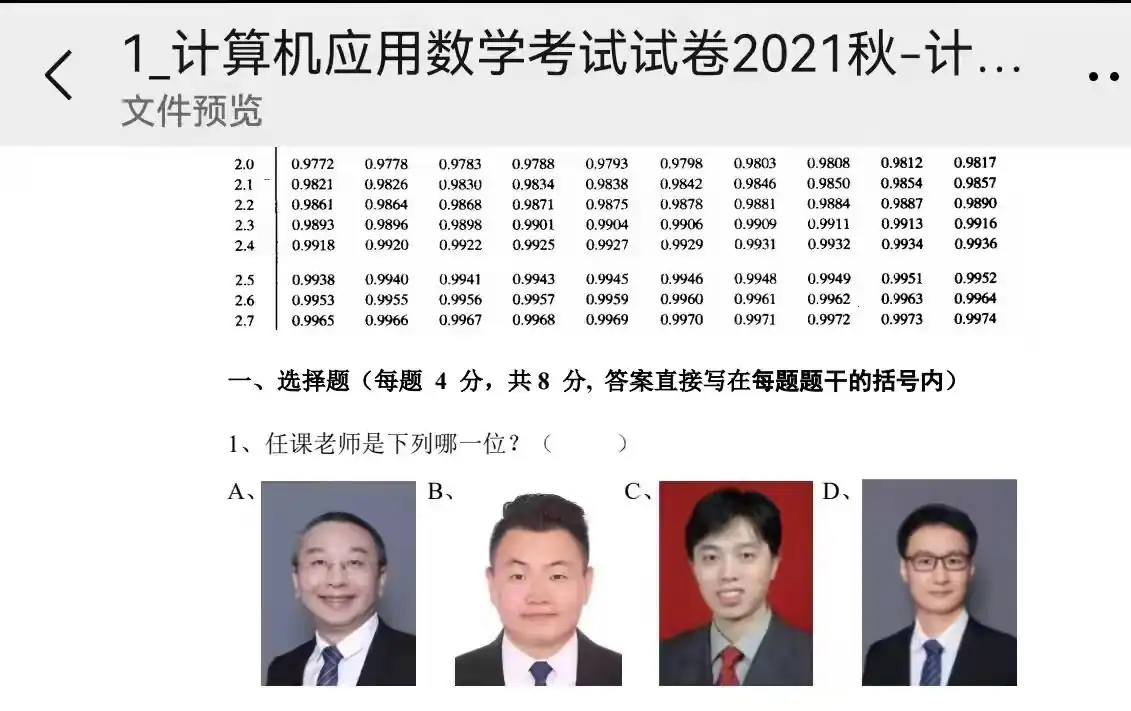 1_计算机应用数学考试试卷2021秋-计...
文件预览
2.0 0.9772 0.9778 0.9783 0.9788 0.9793 0.9798 0.9803 0.9808 0.9812 0.9817
2.1 0.9821 0.9826 0.9830 0.9834 0.9838 0.9842 0.9846 0.9850 0.9854 0.9857
2.2 0.9861 0.9864 0.9868 0.9871 0.9875 0.9878 0.9881 0.9884 0.9887 0.9890
2.3 0.9893 0.9896 0.9898 0.9901 0.9904 0.9906 0.9909 0.9911 0.9913 0.9916
2.4 0.9918 0.9920 0.9922 0.9925 0.9927 0.9929 0.9931 0.9932 0.9934 0.9936
2.5 0.9938 0.9940 0.9941 0.9943 0.9945 0.9946 0.9948 0.9949 0.9951 0.9952
2.6 0.9953 0.9955 0.9956 0.9957 0.9959 0.9960 0.9961 0.9962 0.9963 0.9964
2.7 0.9965 0.9966 0.9967 0.9968 0.9969 0.9970 0.9971 0.9972 0.9973 0.9974
一、选择题（每题 4 分，共 8 分, 答案直接写在每题题干的括号内）
1、任课老师是下列哪一位？（ ）
A、 B、 C、 D、